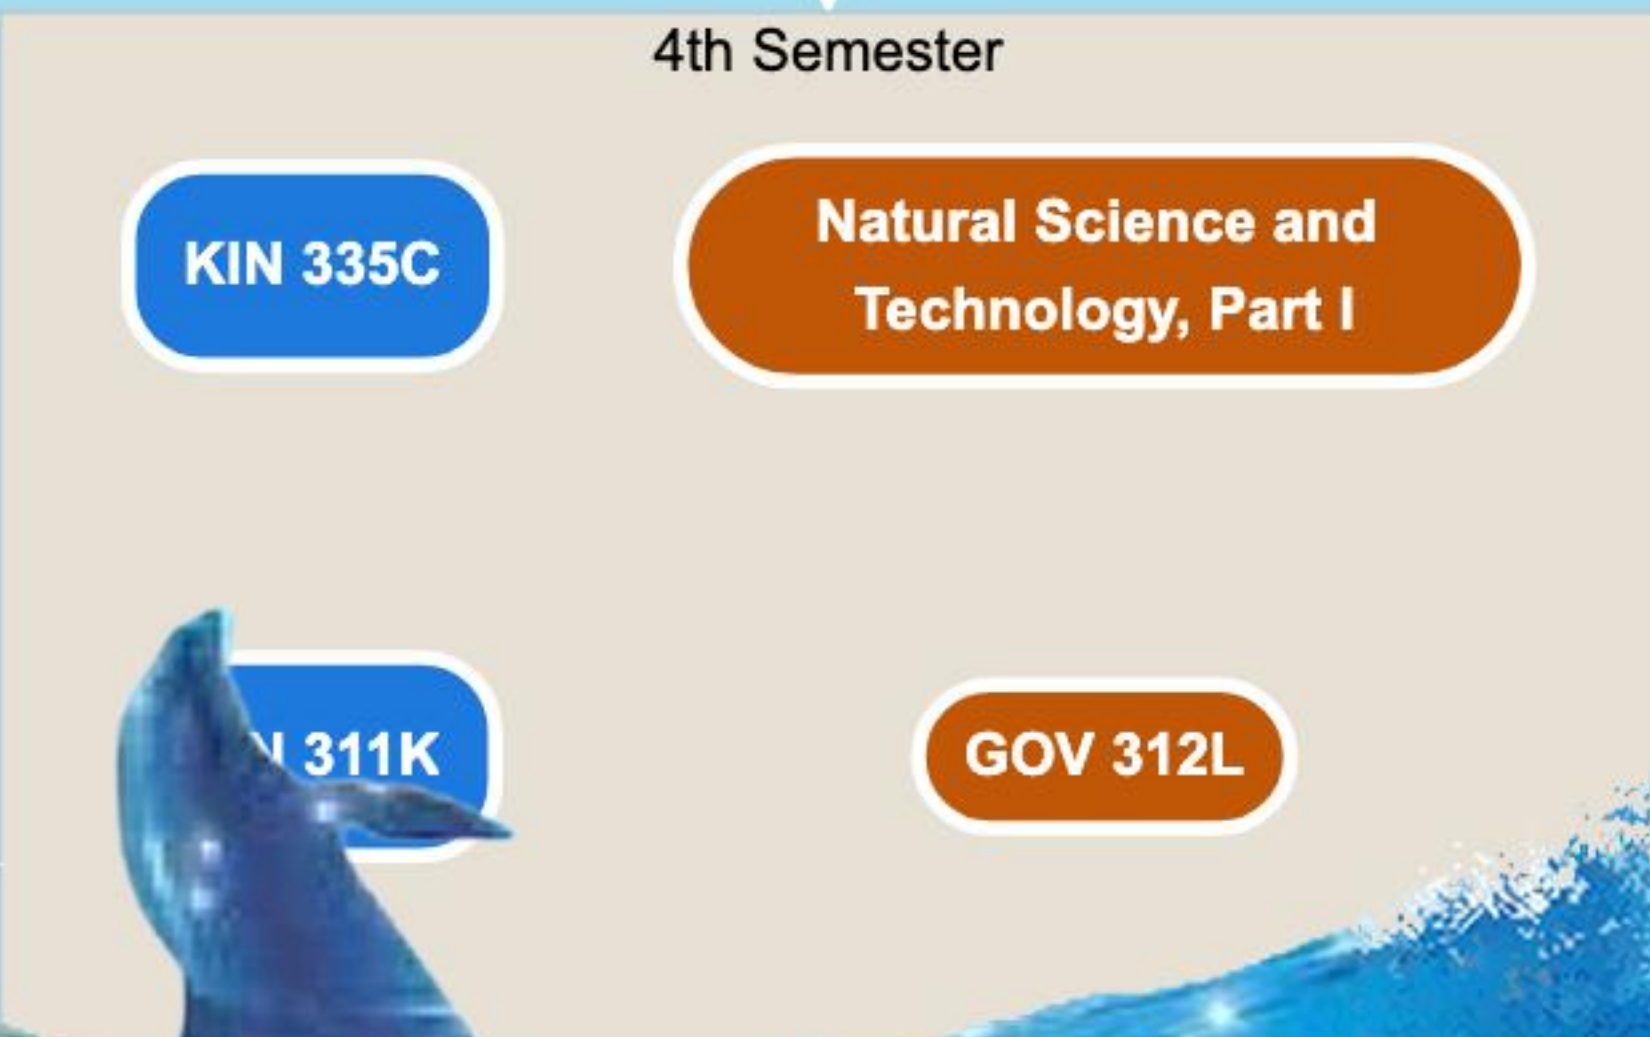 4th Semester
KIN 335C
Natural Science and
Technology, Part I
311K
GOV 312L